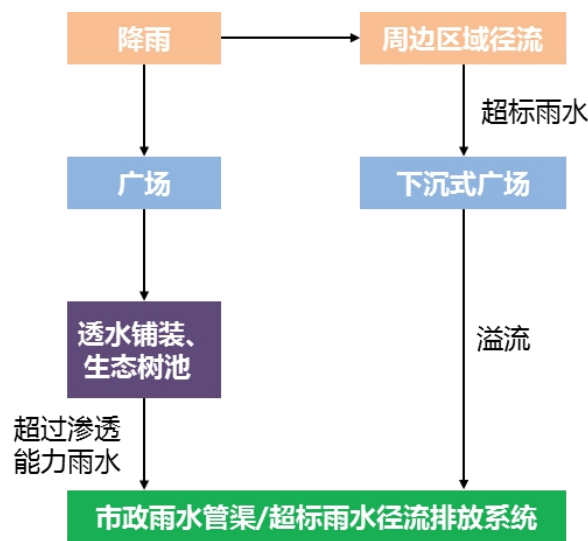 降雨
周边区域径流
超标雨水
广场
下沉式广场
透水铺装、
生态树池
溢流
超过渗透
能力雨水
市政雨水管渠/超标雨水径流排放系统